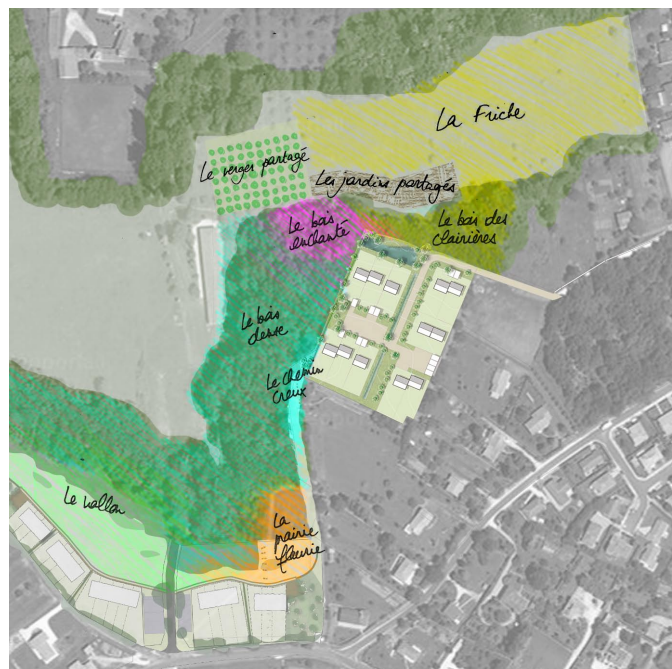 La Friche
Le verger partagé
Les jardins partagés
Le bois
enchanté
Le bois des
clairières
Le bois
dense
Le chemin
creux
Le vallon
La
prairie
fleurie